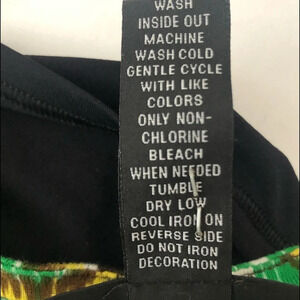 WASH
INSIDE OUT
MACHINE
WASH COLD
GENTLE CYCLE
WITH LIKE
COLORS
ONLY NON-
CHLORINE
BLEACH
WHEN NEEDED
TUMBLE
DRY LOW
COOL IRON ON
REVERSE SIDE
DO NOT IRON
DECORATION